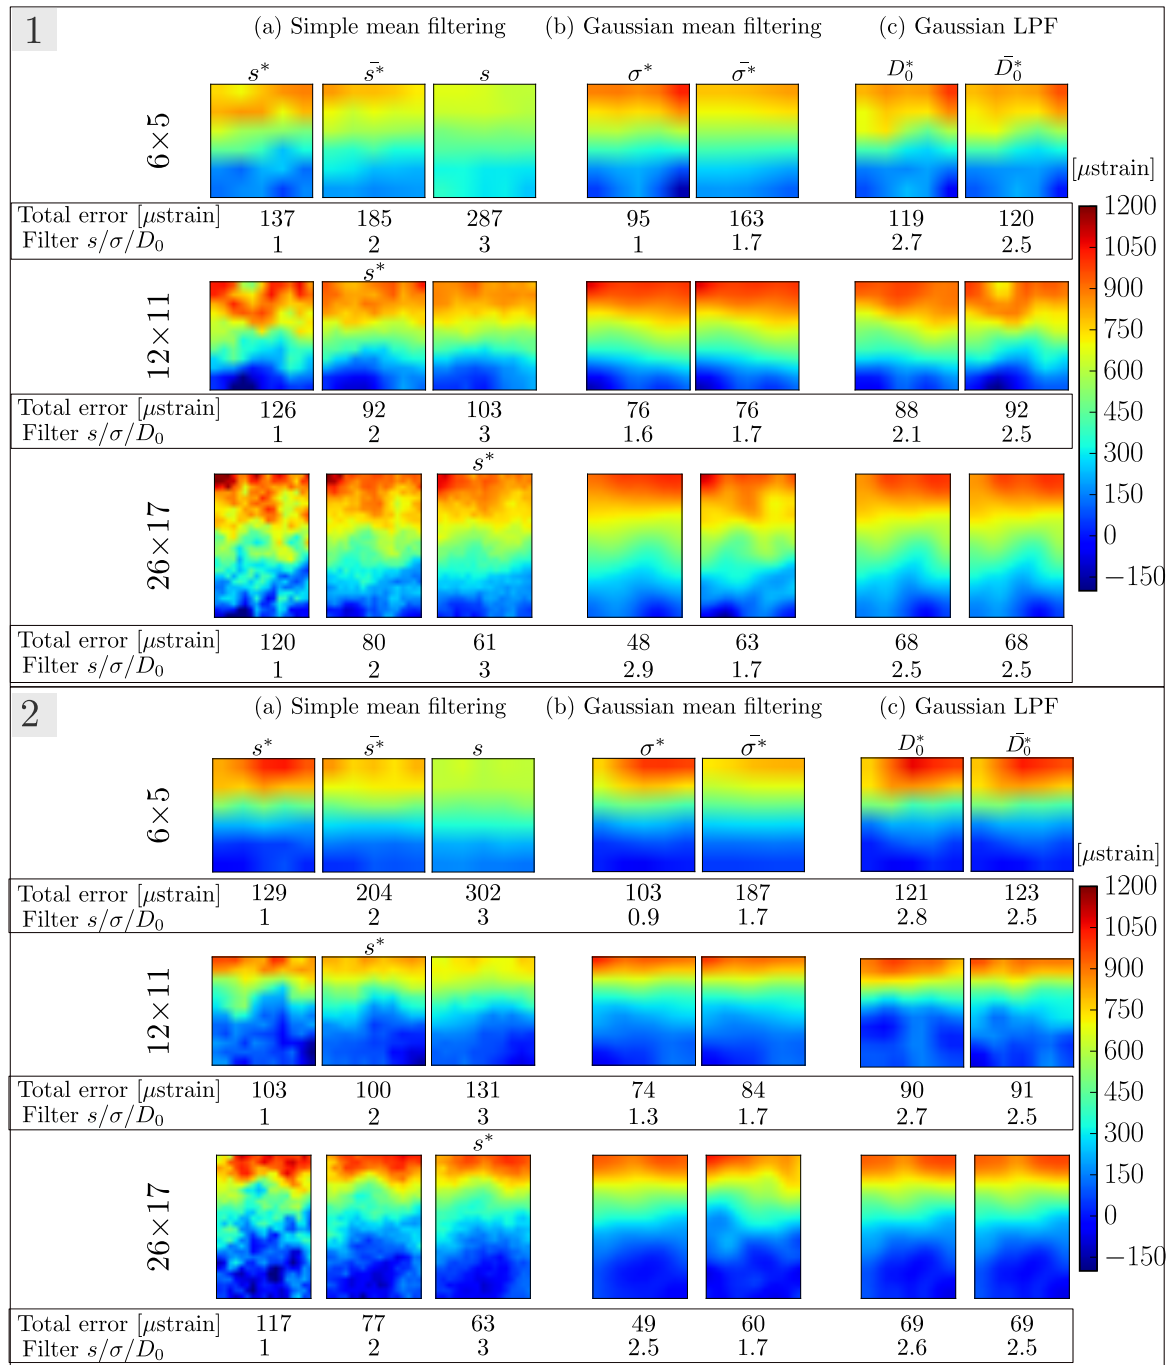 1
(a) Simple mean filtering (b) Gaussian mean filtering (c) Gaussian LPF
s* s̄* s σ* σ̄* D₀* D̄₀*
6×5
[μstrain]
Total error [μstrain] 137 185 287 95 163 119 120
Filter s/σ/D₀ 1 2 3 1 1.7 2.7 2.5
s*
12×11
Total error [μstrain] 126 92 103 76 76 88 92
Filter s/σ/D₀ 1 2 3 1.6 1.7 2.1 2.5
s*
26×17
Total error [μstrain] 120 80 61 48 63 68 68
Filter s/σ/D₀ 1 2 3 2.9 1.7 2.5 2.5
1200
1050
900
750
600
450
300
150
0
−150
2
(a) Simple mean filtering (b) Gaussian mean filtering (c) Gaussian LPF
s* s̄* s σ* σ̄* D₀* D̄₀*
6×5
[μstrain]
Total error [μstrain] 129 204 302 103 187 121 123
Filter s/σ/D₀ 1 2 3 0.9 1.7 2.8 2.5
s*
12×11
Total error [μstrain] 103 100 131 74 84 90 91
Filter s/σ/D₀ 1 2 3 1.3 1.7 2.7 2.5
s*
26×17
Total error [μstrain] 117 77 63 49 60 69 69
Filter s/σ/D₀ 1 2 3 2.5 1.7 2.6 2.5
1200
1050
900
750
600
450
300
150
0
−150